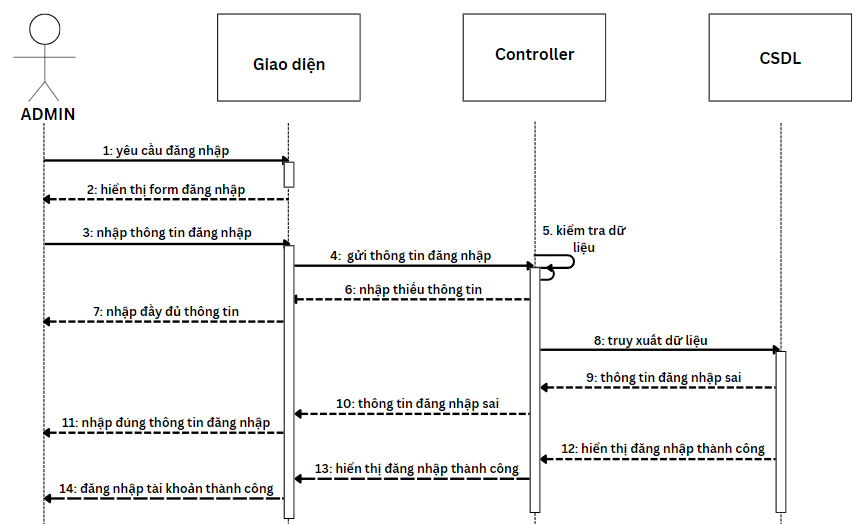 Giao diện
Controller
CSDL
ADMIN
1: yêu cầu đăng nhập
2: hiển thị form đăng nhập
3: nhập thông tin đăng nhập
5. kiểm tra dữ
liệu
4: gửi thông tin đăng nhập
6: nhập thiếu thông tin
7: nhập đầy đủ thông tin
8: truy xuất dữ liệu
9: thông tin đăng nhập sai
10: thông tin đăng nhập sai
11: nhập đúng thông tin đăng nhập
12: hiển thị đăng nhập thành công
13: hiển thị đăng nhập thành công
14: đăng nhập tài khoản thành công